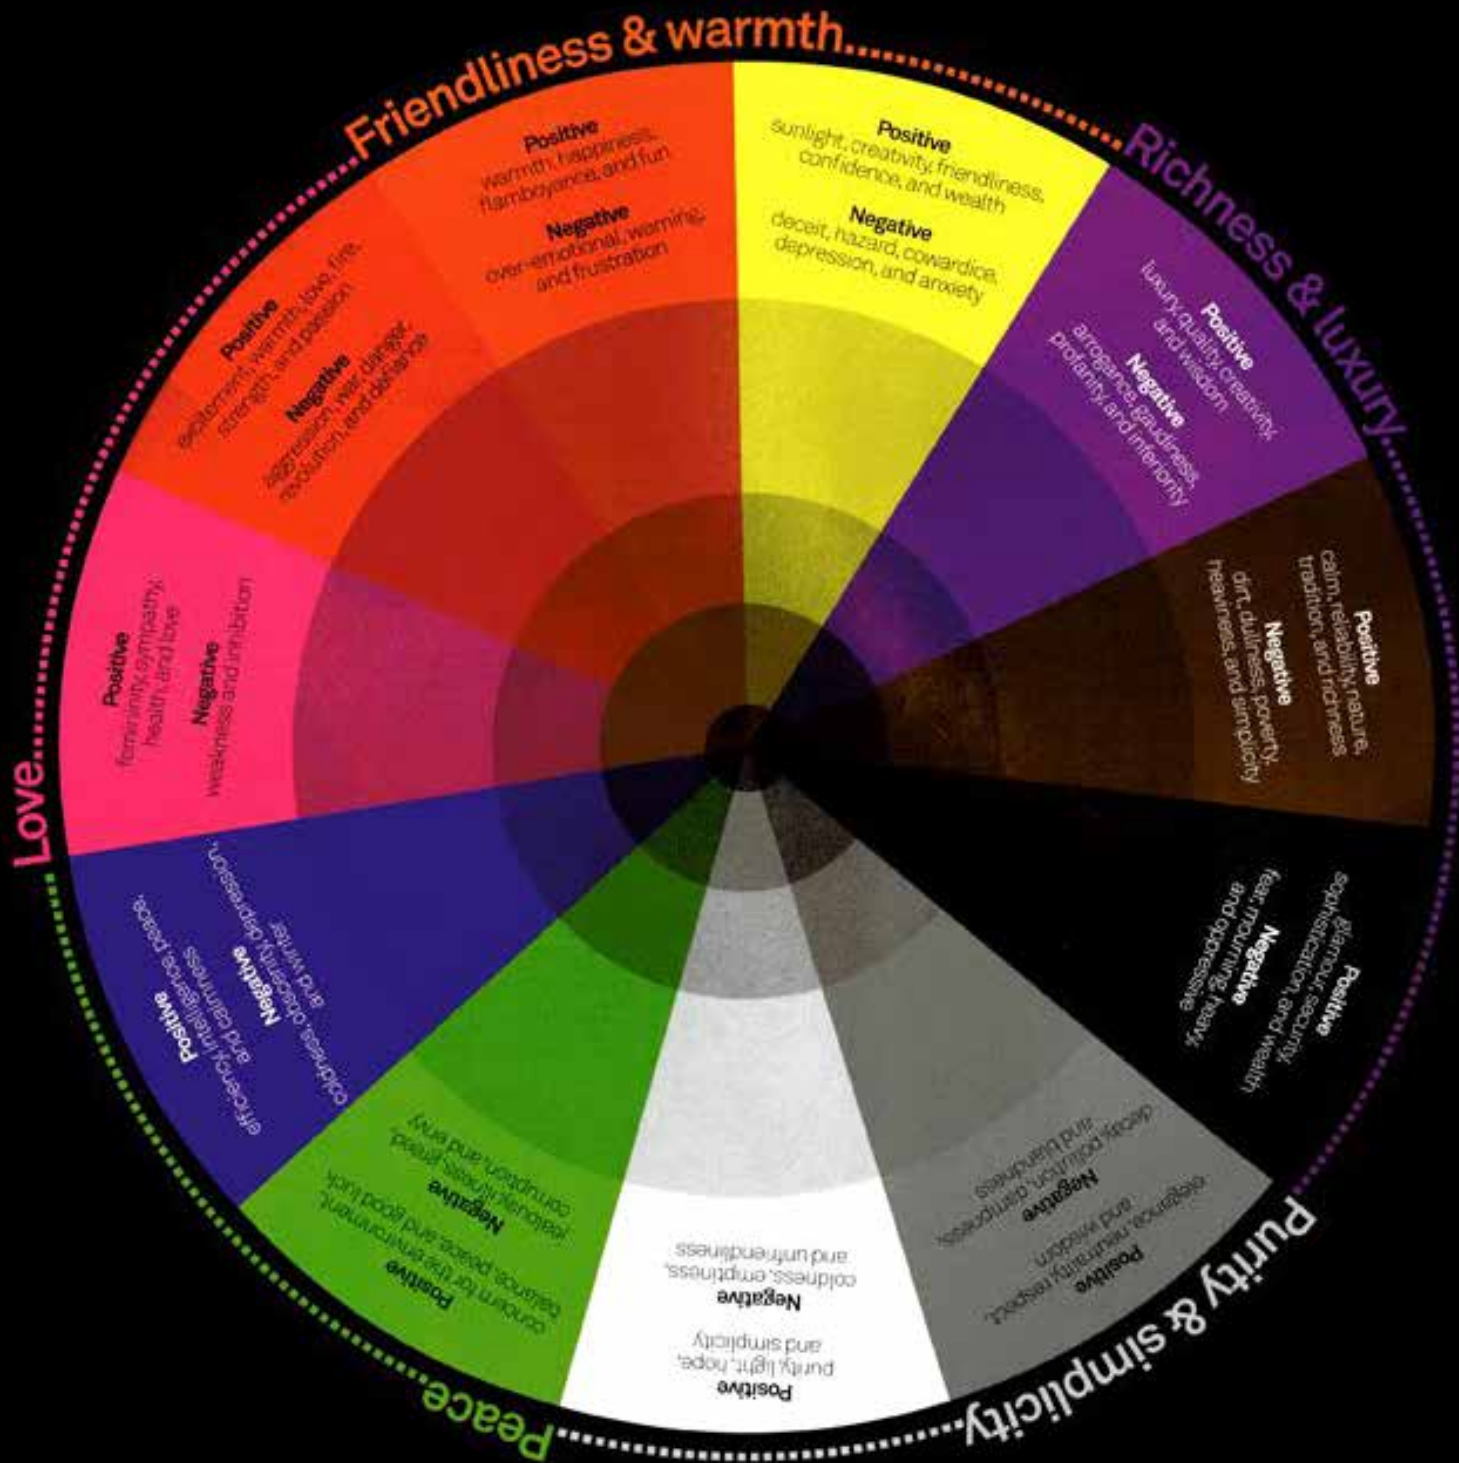 Friendliness & warmth
Positive
sunlight, creativity, friendliness,
confidence, and wealth
Negative
deceit, hazard, cowardice,
depression, and anxiety
Richness & luxury
Positive
luxury, quality, creativity,
and wisdom
Negative
arrogance, gaudiness,
profanity, and inferiority
Positive
calm, reliability, nature,
tradition, and richness
Negative
dirt, dullness, poverty,
heaviness, and simplicity
Positive
glamour, security,
sophistication, and wealth
Negative
fear, mourning, heavy,
and oppressive
Purity & simplicity
Positive
elegance, neutrality, respect,
and wisdom
Negative
decay, pollution, dampness,
and blandness
Positive
purity, light, hope,
and simplicity
Negative
coldness, emptiness,
and unfriendliness
Peace
Positive
concern for the environment,
balance, peace, and good luck
Negative
jealousy, illness, greed,
corruption, and envy
Positive
efficiency, intelligence, peace,
and calmness
Negative
coldness, obscenity, depression,
and winter
Love
Positive
femininity, sympathy,
health, and love
Negative
weakness and inhibition
Positive
excitement, warmth, love, fire,
strength, and passion
Negative
aggression, war, danger,
revolution, and defiance
Positive
warmth, happiness,
flamboyance, and fun
Negative
over-emotional, warning,
and frustration